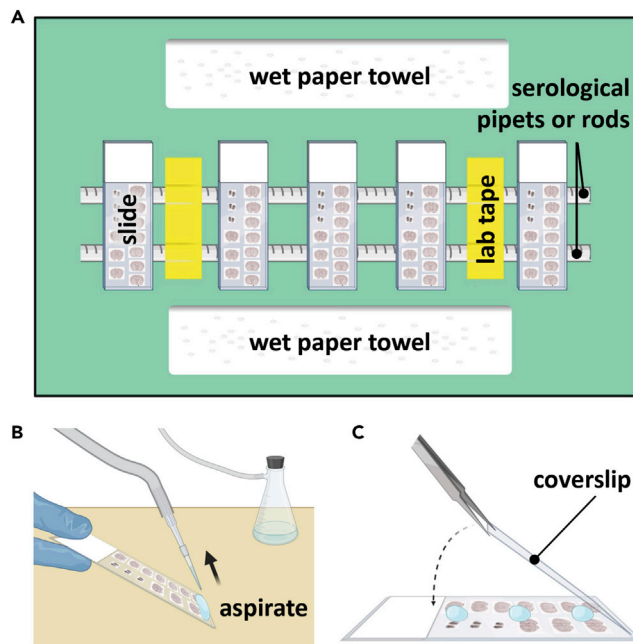 A
wet paper towel
serological
pipets or rods
slide
lab tape
wet paper towel
B
aspirate
C
coverslip